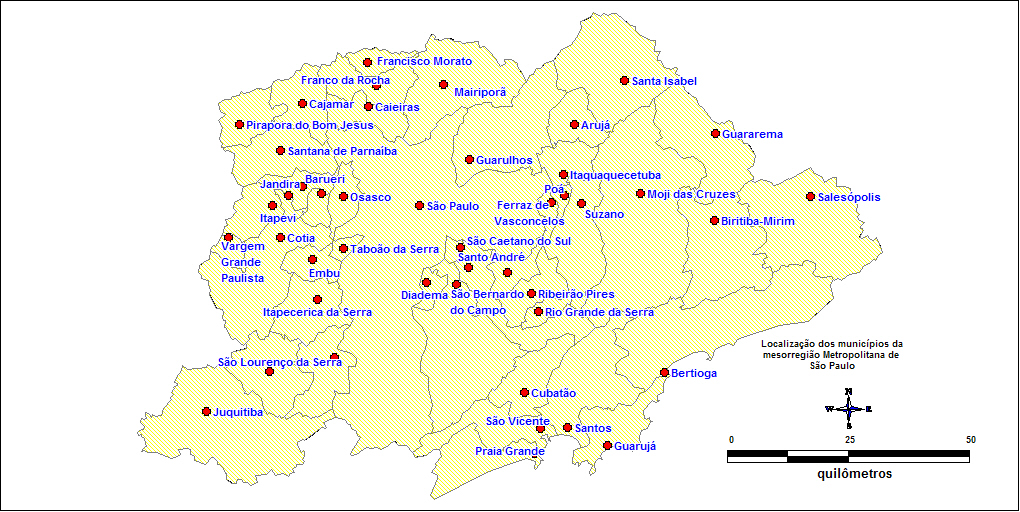 Francisco Morato
Franco da Rocha
Santa Isabel
Mairiporã
Cajamar
Caieiras
Pirapora do Bom Jesus
Arujá
Guararema
Santana de Parnaíba
Guarulhos
Itaquaquecetuba
Barueri
Jandira
Poá
Moji das Cruzes
Osasco
Salesópolis
São Paulo
Ferraz de
Vasconcelos
Suzano
Itapevi
Biritiba-Mirim
Cotia
São Caetano do Sul
Vargem
Grande
Paulista
Taboão da Serra
Santo André
Embu
Diadema
São Bernardo
do Campo
Ribeirão Pires
Itapecerica da Serra
Rio Grande da Serra
Localização dos municípios da
mesorregião Metropolitana de
São Paulo
São Lourenço da Serra
Bertioga
Cubatão
N
W E
S
Juquitiba
São Vicente
Santos
Guarujá
Praia Grande
0 25 50
quilômetros